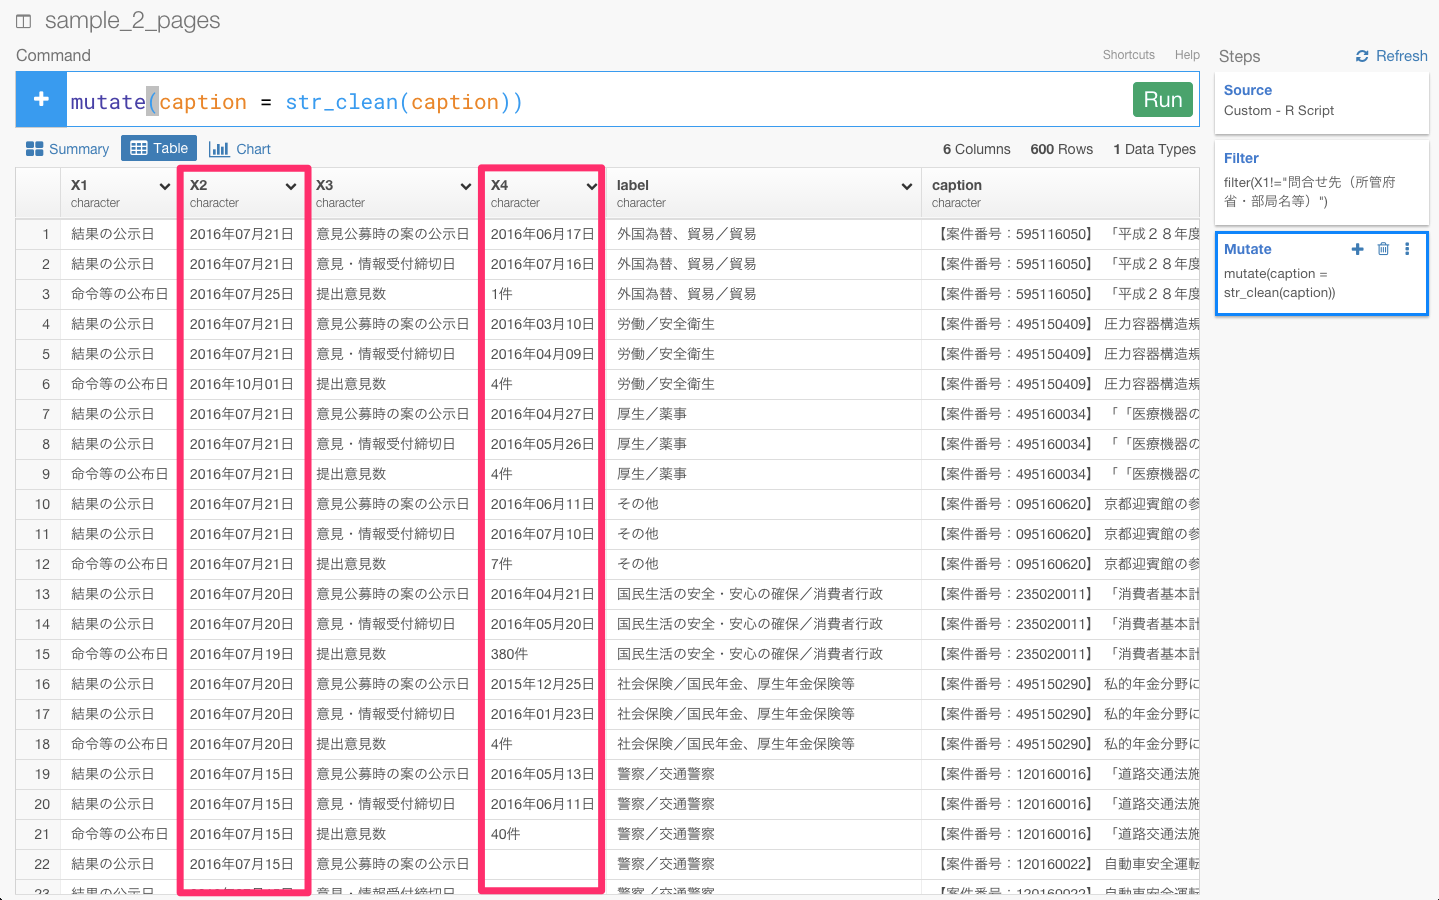 sample_2_pages
Command
Shortcuts Help
+ mutate(caption = str_clean(caption)) Run
Summary Table Chart
6 Columns 600 Rows 1 Data Types
X1 X2 X3 X4 label caption
character character character character character character
1 結果の公示日 2016年07月21日 意見公募時の案の公示日 2016年06月17日 外国為替、貿易／貿易 【案件番号：595116050】 「平成２８年度
2 結果の公示日 2016年07月21日 意見・情報受付締切日 2016年07月16日 外国為替、貿易／貿易 【案件番号：595116050】 「平成２８年度
3 命令等の公布日 2016年07月25日 提出意見数 1件 外国為替、貿易／貿易 【案件番号：595116050】 「平成２８年度
4 結果の公示日 2016年07月21日 意見公募時の案の公示日 2016年03月10日 労働／安全衛生 【案件番号：495150409】 圧力容器構造規
5 結果の公示日 2016年07月21日 意見・情報受付締切日 2016年04月09日 労働／安全衛生 【案件番号：495150409】 圧力容器構造規
6 命令等の公布日 2016年10月01日 提出意見数 4件 労働／安全衛生 【案件番号：495150409】 圧力容器構造規
7 結果の公示日 2016年07月21日 意見公募時の案の公示日 2016年04月27日 厚生／薬事 【案件番号：495160034】 「「医療機器の
8 結果の公示日 2016年07月21日 意見・情報受付締切日 2016年05月26日 厚生／薬事 【案件番号：495160034】 「「医療機器の
9 命令等の公布日 2016年07月21日 提出意見数 4件 厚生／薬事 【案件番号：495160034】 「「医療機器の
10 結果の公示日 2016年07月21日 意見公募時の案の公示日 2016年06月11日 その他 【案件番号：095160620】 京都迎賓館の参
11 結果の公示日 2016年07月21日 意見・情報受付締切日 2016年07月10日 その他 【案件番号：095160620】 京都迎賓館の参
12 命令等の公布日 2016年07月21日 提出意見数 7件 その他 【案件番号：095160620】 京都迎賓館の参
13 結果の公示日 2016年07月20日 意見公募時の案の公示日 2016年04月21日 国民生活の安全・安心の確保／消費者行政 【案件番号：235020011】 「消費者基本計
14 結果の公示日 2016年07月20日 意見・情報受付締切日 2016年05月20日 国民生活の安全・安心の確保／消費者行政 【案件番号：235020011】 「消費者基本計
15 命令等の公布日 2016年07月19日 提出意見数 380件 国民生活の安全・安心の確保／消費者行政 【案件番号：235020011】 「消費者基本計
16 結果の公示日 2016年07月20日 意見公募時の案の公示日 2015年12月25日 社会保険／国民年金、厚生年金保険等 【案件番号：495150290】 私的年金分野に
17 結果の公示日 2016年07月20日 意見・情報受付締切日 2016年01月23日 社会保険／国民年金、厚生年金保険等 【案件番号：495150290】 私的年金分野に
18 命令等の公布日 2016年07月20日 提出意見数 4件 社会保険／国民年金、厚生年金保険等 【案件番号：495150290】 私的年金分野に
19 結果の公示日 2016年07月15日 意見公募時の案の公示日 2016年05月13日 警察／交通警察 【案件番号：120160016】 「道路交通法施
20 結果の公示日 2016年07月15日 意見・情報受付締切日 2016年06月11日 警察／交通警察 【案件番号：120160016】 「道路交通法施
21 命令等の公布日 2016年07月15日 提出意見数 40件 警察／交通警察 【案件番号：120160016】 「道路交通法施
22 結果の公示日 2016年07月15日 意見公募時の案の公示日 警察／交通警察 【案件番号：120160022】 自動車安全運転
Steps Refresh
Source
Custom - R Script
Filter
filter(X1!="問合せ先（所管府
省・部局名等）")
Mutate
mutate(caption =
str_clean(caption))